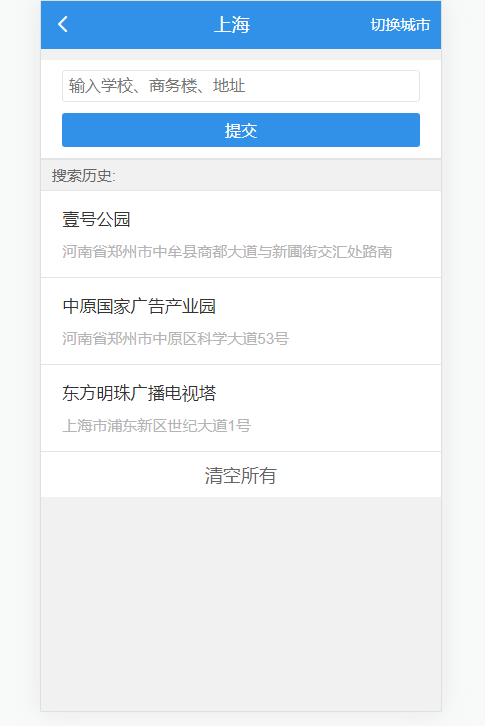 上海
切换城市
输入学校、商务楼、地址
提交
搜索历史:
壹号公园
河南省郑州市中牟县商都大道与新圃街交汇处路南
中原国家广告产业园
河南省郑州市中原区科学大道53号
东方明珠广播电视塔
上海市浦东新区世纪大道1号
清空所有